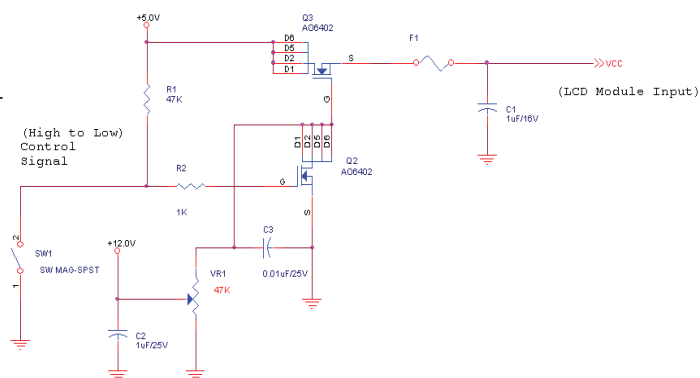 +5.0V
Q3
AO6402
D6
D5
D2
D1
S
G
F1
VCC
(LCD Module Input)
R1
47K
C1
1uF/16V
(High to Low)
Control
Signal
D1
D2
D5
D6
Q2
AO6402
R2
1K
G
S
2
SW1
SW MAG-SPST
1
+12.0V
C3
0.01uF/25V
VR1
47K
C2
1uF/25V